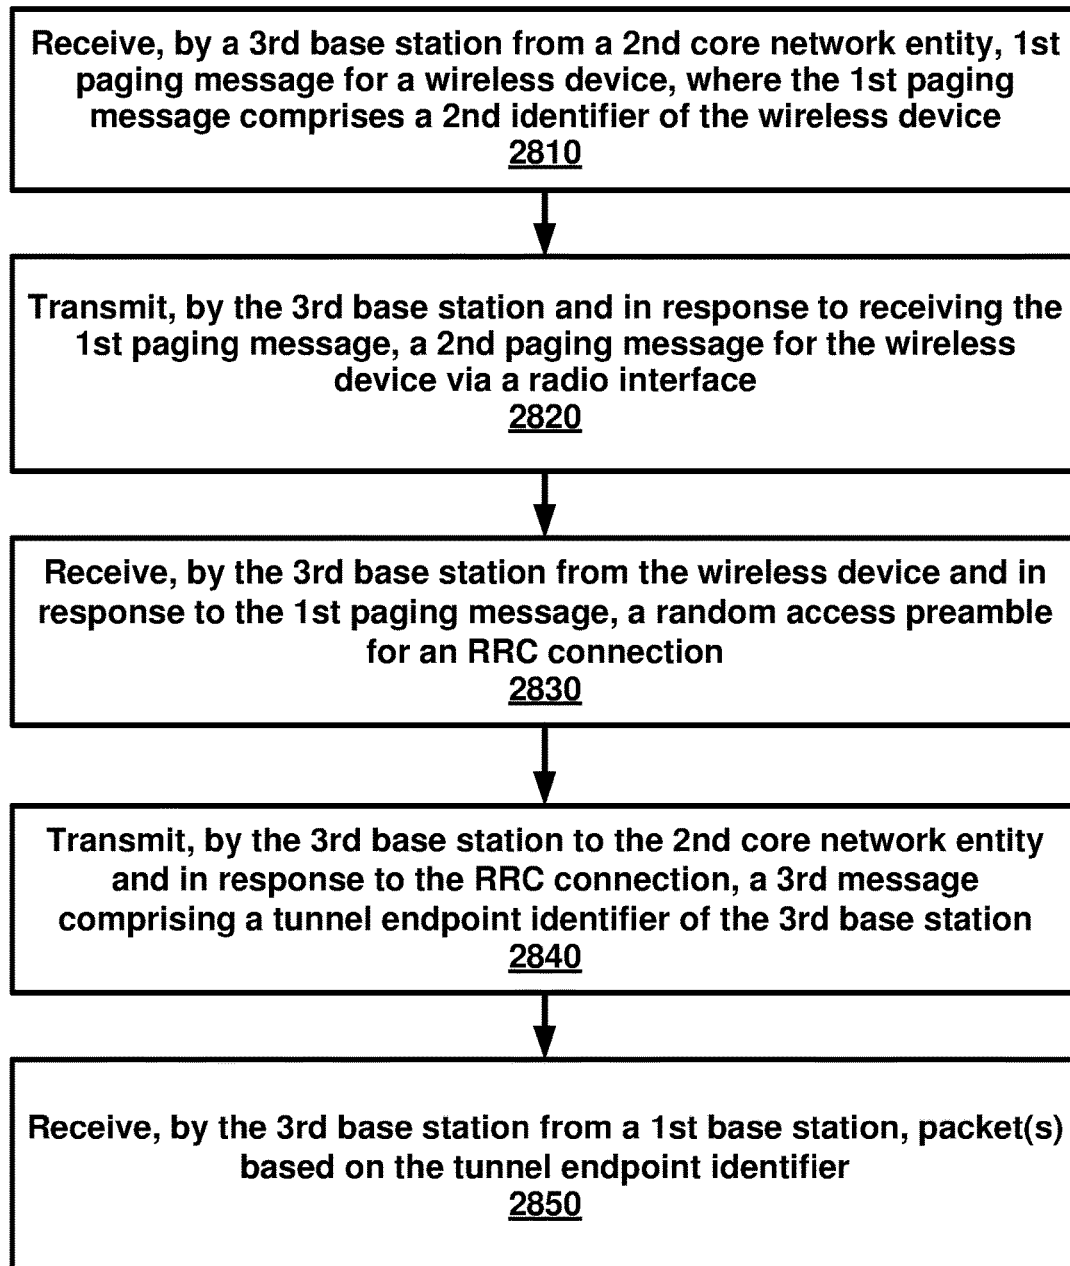 Receive, by a 3rd base station from a 2nd core network entity, 1st
paging message for a wireless device, where the 1st paging
message comprises a 2nd identifier of the wireless device
2810
Transmit, by the 3rd base station and in response to receiving the
1st paging message, a 2nd paging message for the wireless
device via a radio interface
2820
Receive, by the 3rd base station from the wireless device and in
response to the 1st paging message, a random access preamble
for an RRC connection
2830
Transmit, by the 3rd base station to the 2nd core network entity
and in response to the RRC connection, a 3rd message
comprising a tunnel endpoint identifier of the 3rd base station
2840
Receive, by the 3rd base station from a 1st base station, packet(s)
based on the tunnel endpoint identifier
2850